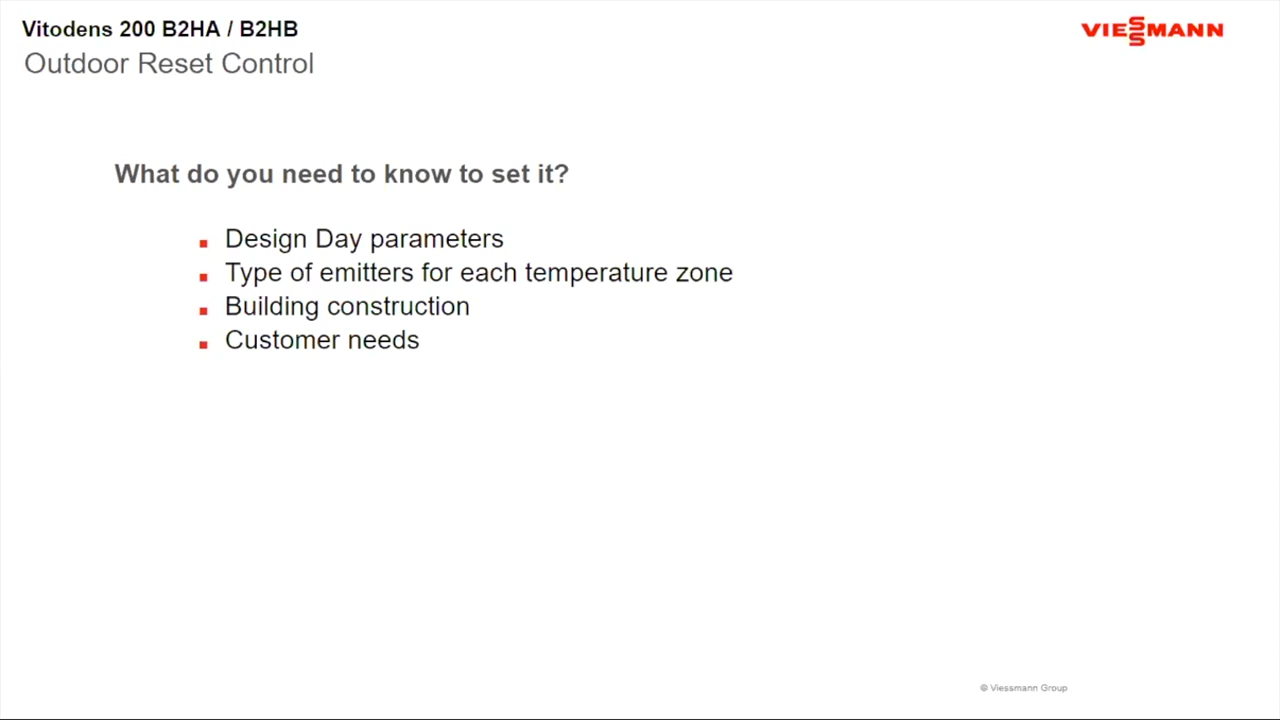 Vitodens 200 B2HA / B2HB
VIESSMANN
Outdoor Reset Control
What do you need to know to set it?
Design Day parameters
Type of emitters for each temperature zone
Building construction
Customer needs
© Viessmann Group